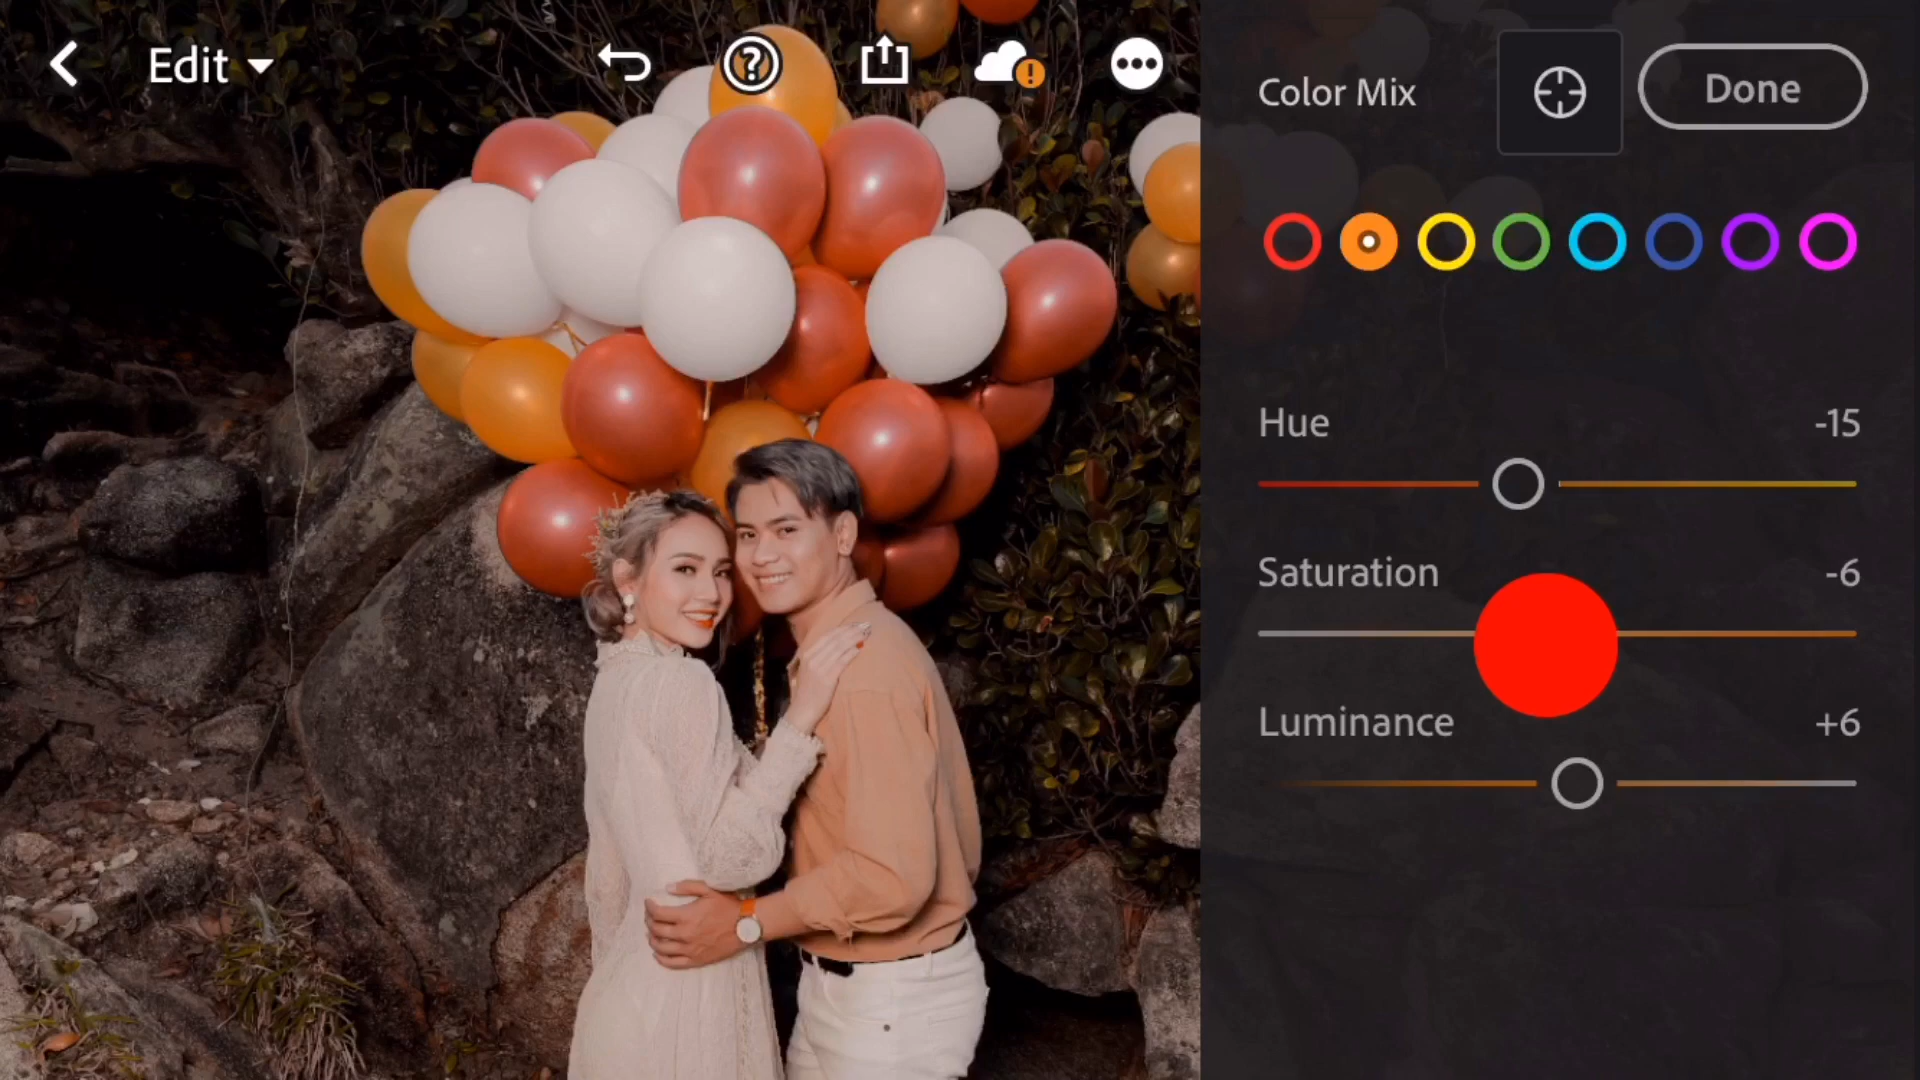 Edit
Color Mix
Done
Hue -15
Saturation -6
Luminance +6